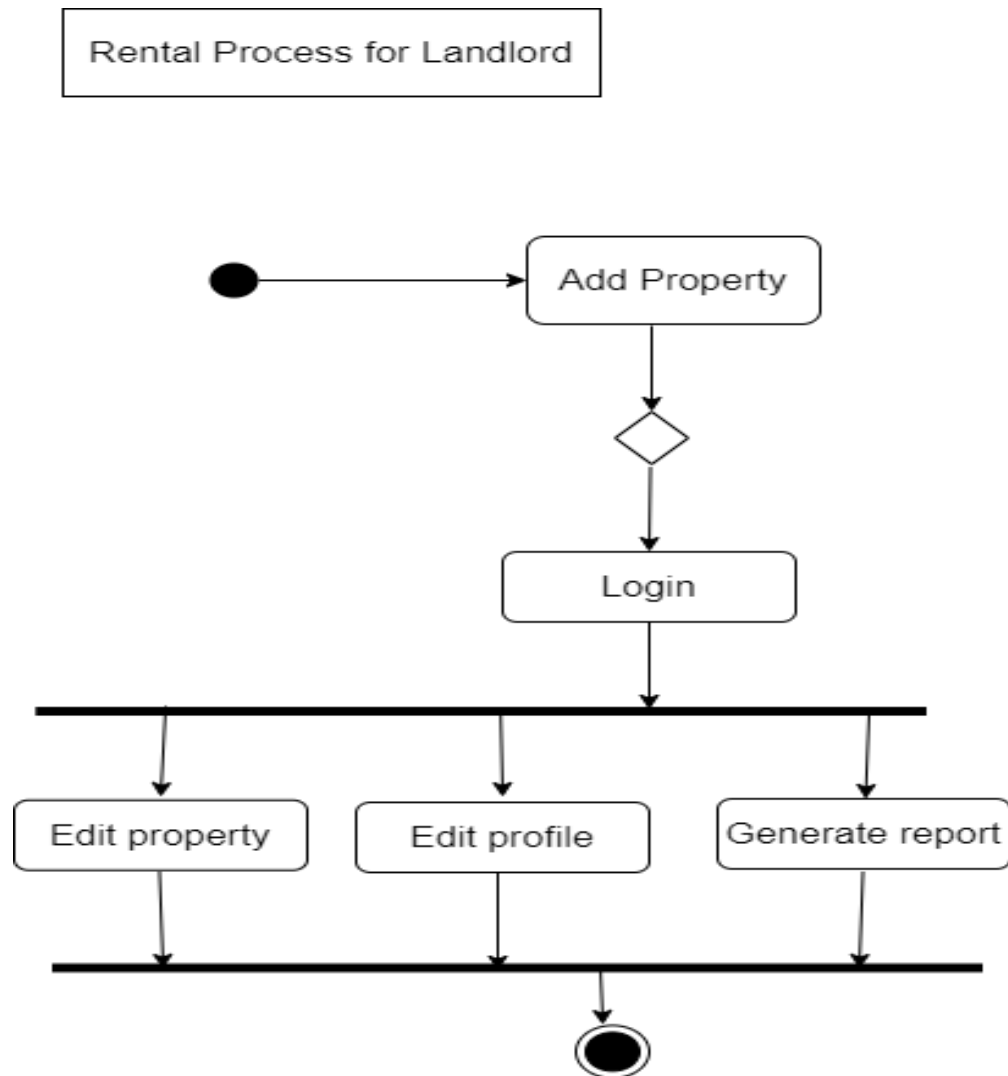 Rental Process for Landlord
Add Property
Login
Edit property
Edit profile
Generate report